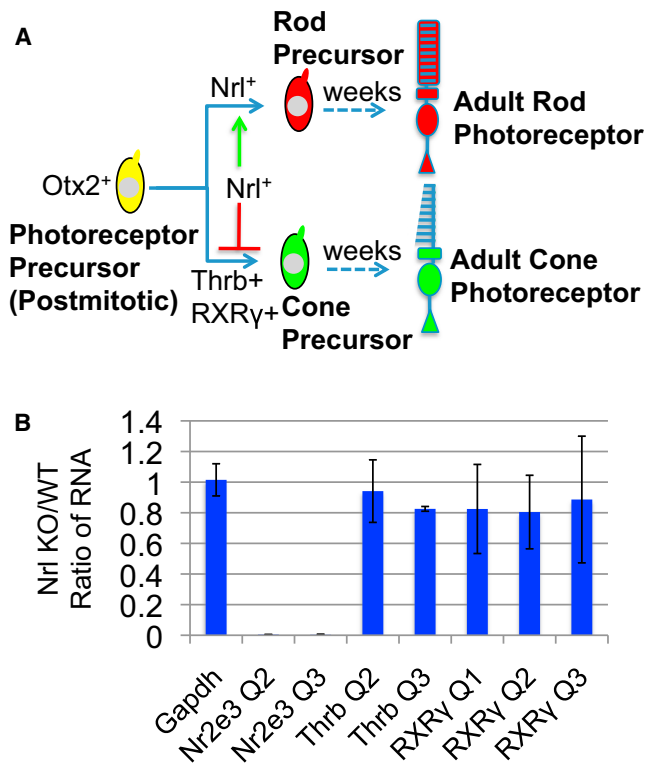 A
Rod
Precursor
Nrl+
weeks
Adult Rod
Photoreceptor
Otx2+
Nrl+
Photoreceptor
Precursor
(Postmitotic)
Thrb+
RXRγ+
weeks
Cone
Precursor
Adult Cone
Photoreceptor
B
Nrl KO/WT
Ratio of RNA
1.4
1.2
1
0.8
0.6
0.4
0.2
0
Gapdh
Nr2e3 Q2
Nr2e3 Q3
Thrb Q2
Thrb Q3
RXRγ Q1
RXRγ Q2
RXRγ Q3